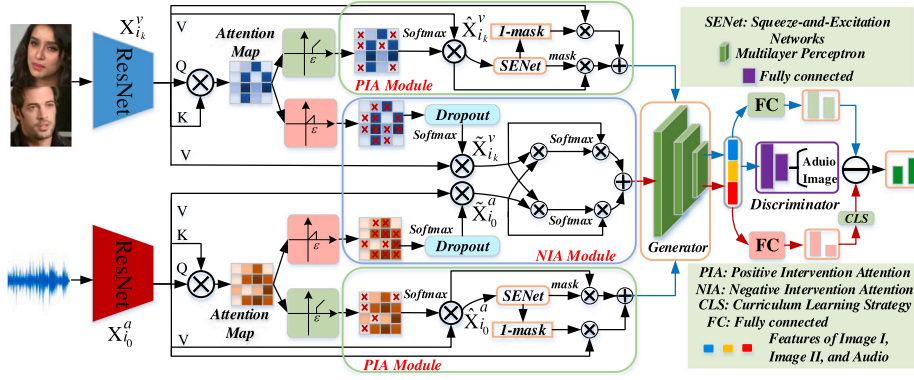 X^v_{i_k}
ResNet
V
Q
K
V
Attention
Map
ε
Softmax
X̂^v_{i_k}
1-mask
SENet
mask
PIA Module
ε
Softmax
Dropout
X̃^v_{i_k}
Softmax
Softmax
X̃^a_{i_0}
ε
Softmax
Dropout
NIA Module
V
K
Q
V
ResNet
X^a_{i_0}
Attention
Map
ε
Softmax
X̂^a_{i_0}
SENet
mask
1-mask
PIA Module
Generator
FC
Aduio
Image
Discriminator
CLS
FC
SENet: Squeeze-and-Excitation
Networks
Multilayer Perceptron
Fully connected
PIA: Positive Intervention Attention
NIA: Negative Intervention Attention
CLS: Curriculum Learning Strategy
FC: Fully connected
Features of Image I,
Image II, and Audio